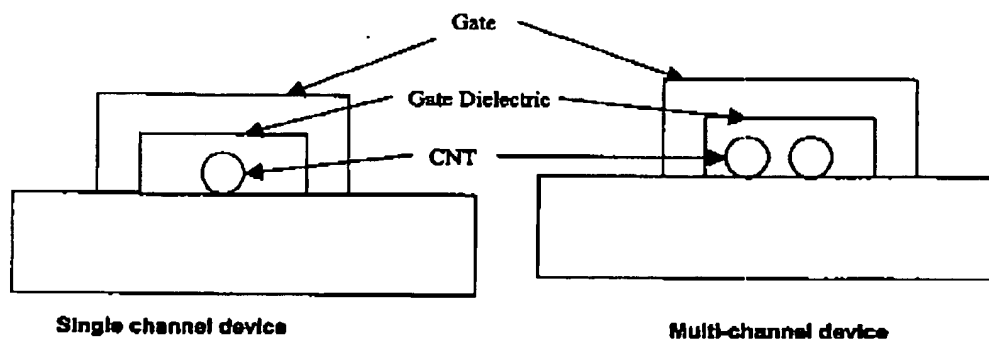 Gate
Gate Dielectric
CNT
Single channel device
Multi-channel device